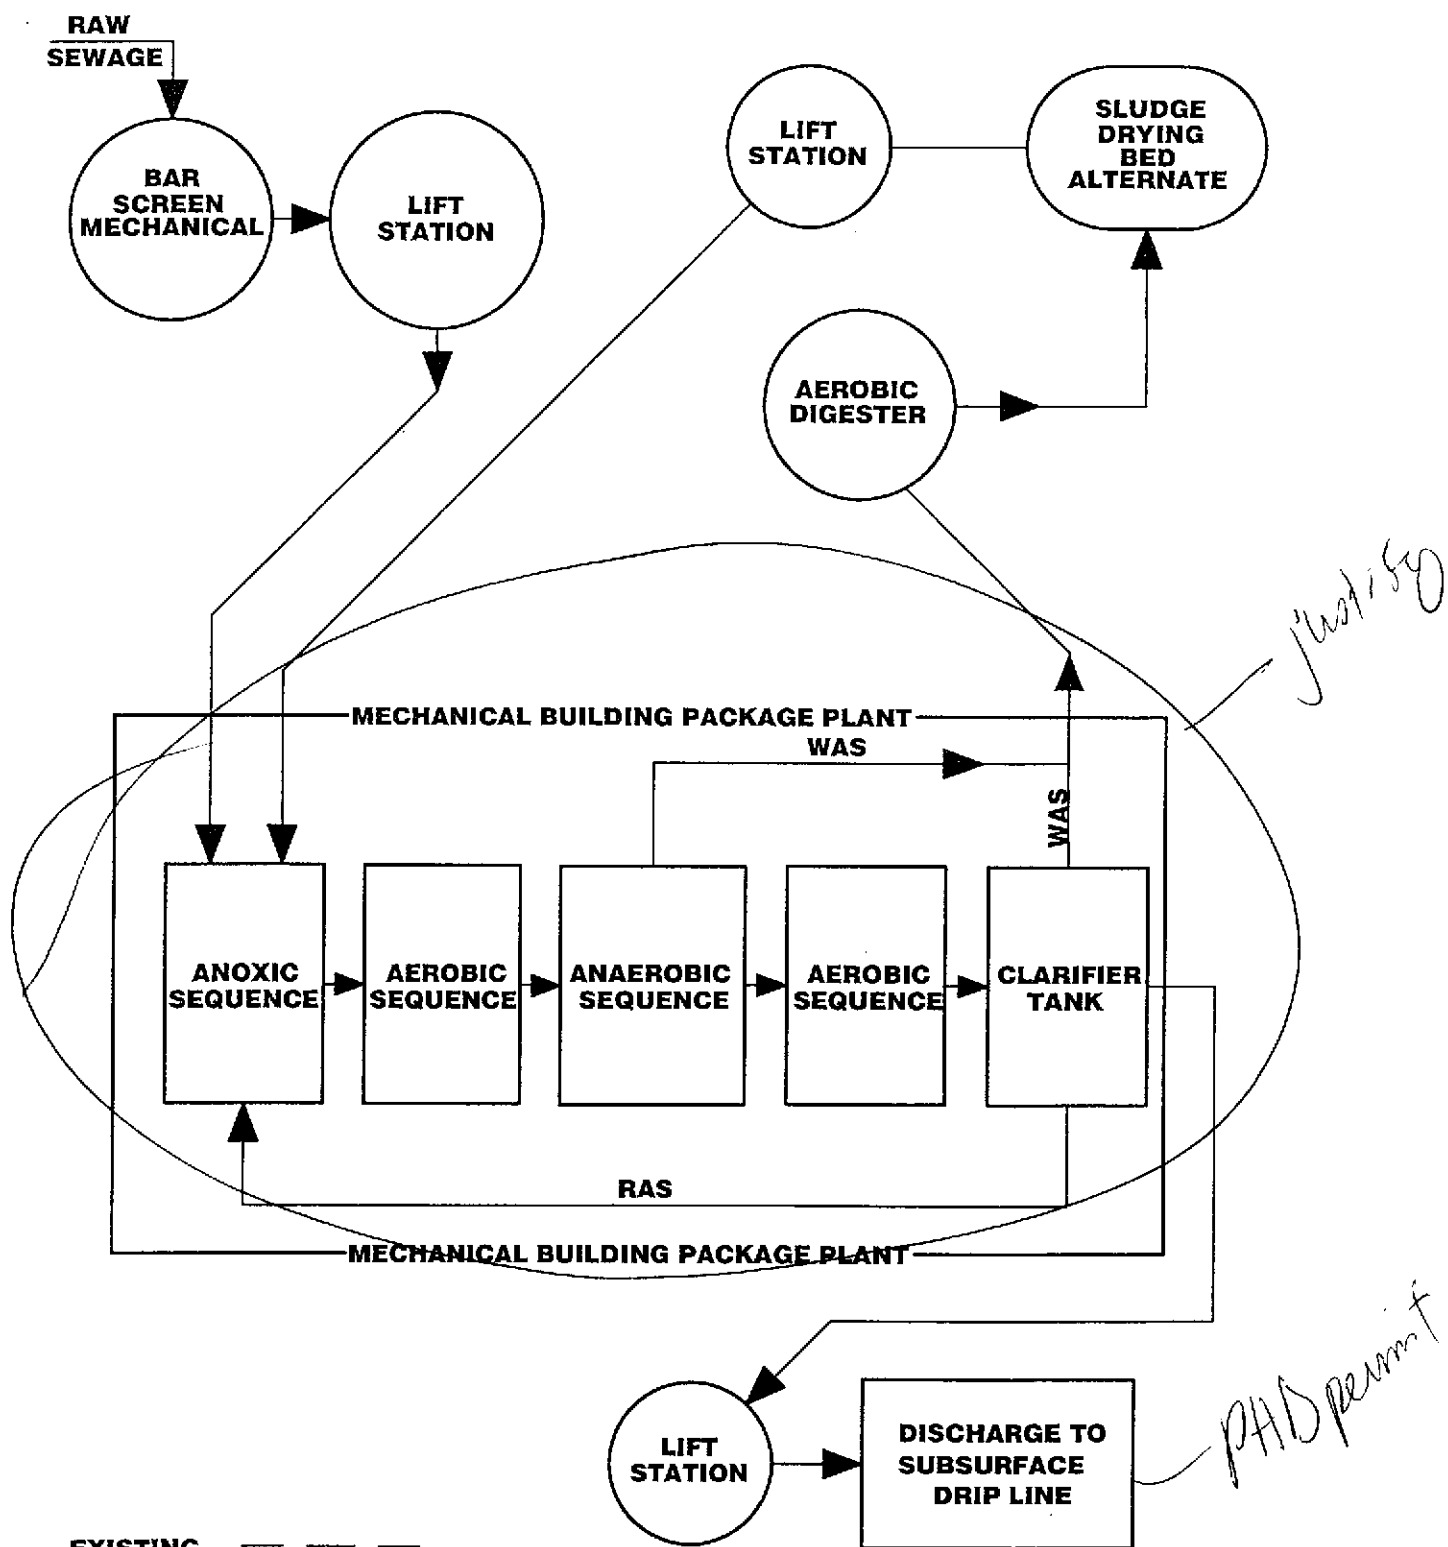 RAW
SEWAGE
BAR
SCREEN
MECHANICAL
LIFT
STATION
LIFT
STATION
SLUDGE
DRYING
BED
ALTERNATE
AEROBIC
DIGESTER
justify
MECHANICAL BUILDING PACKAGE PLANT
WAS
WAS
ANOXIC
SEQUENCE
AEROBIC
SEQUENCE
ANAEROBIC
SEQUENCE
AEROBIC
SEQUENCE
CLARIFIER
TANK
RAS
MECHANICAL BUILDING PACKAGE PLANT
LIFT
STATION
DISCHARGE TO
SUBSURFACE
DRIP LINE
PHD permit
EXISTING